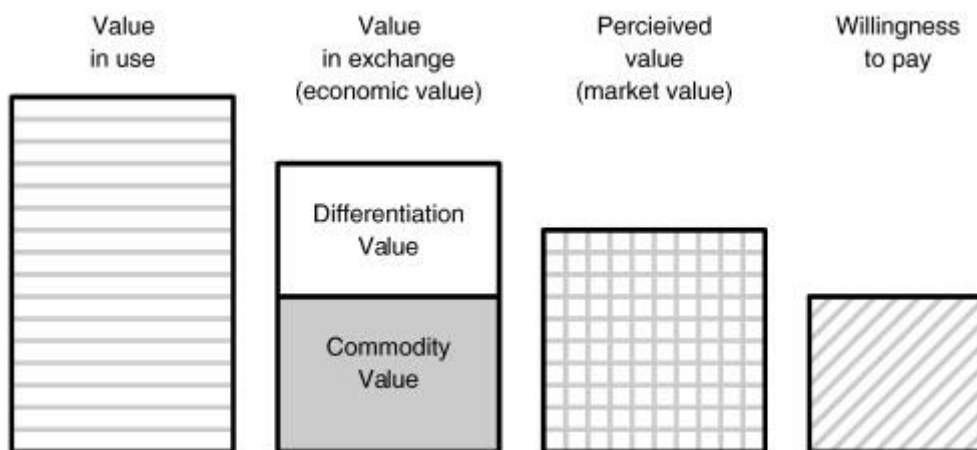 Value
in use
Value
in exchange
(economic value)
Percieived
value
(market value)
Willingness
to pay
Differentiation
Value
Commodity
Value